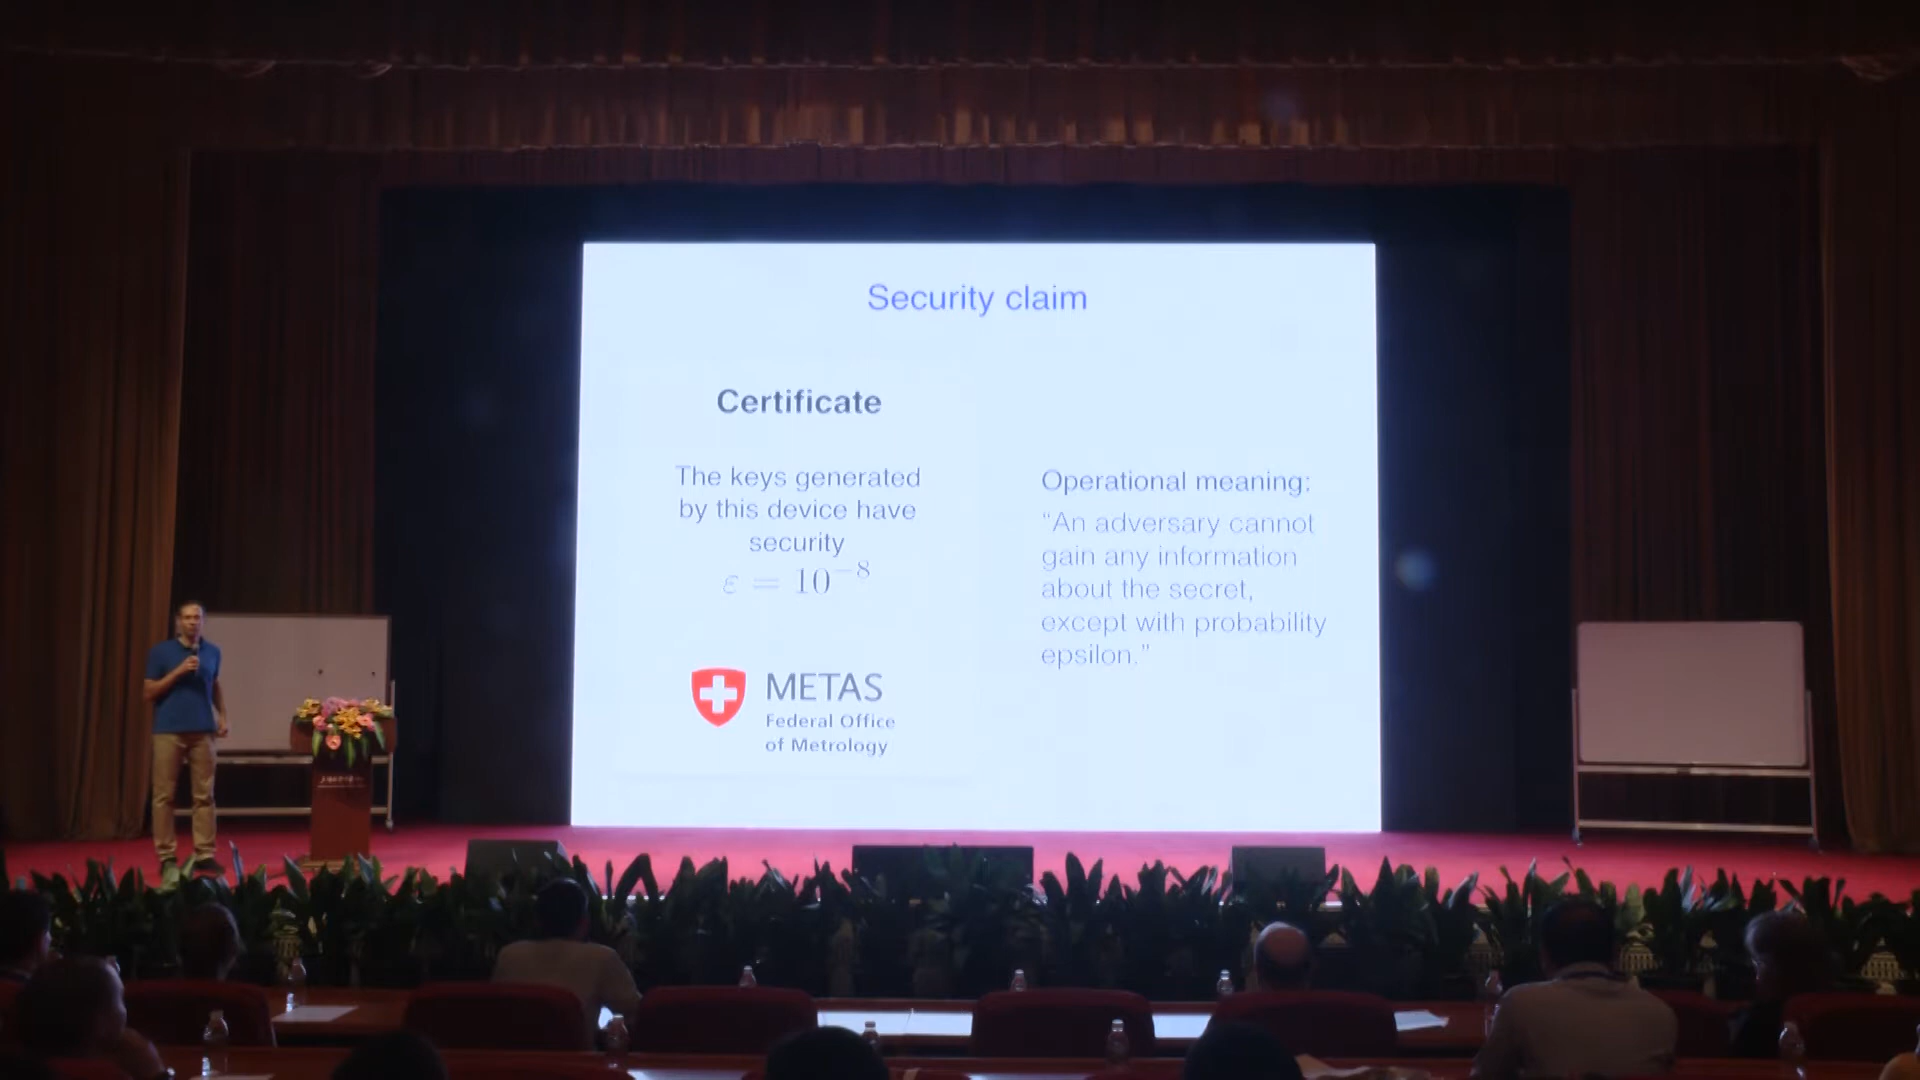 Security claim
Certificate
The keys generated
by this device have
security
ε = 10⁻⁸
METAS
Federal Office
of Metrology
Operational meaning:
“An adversary cannot
gain any information
about the secret,
except with probability
epsilon.”